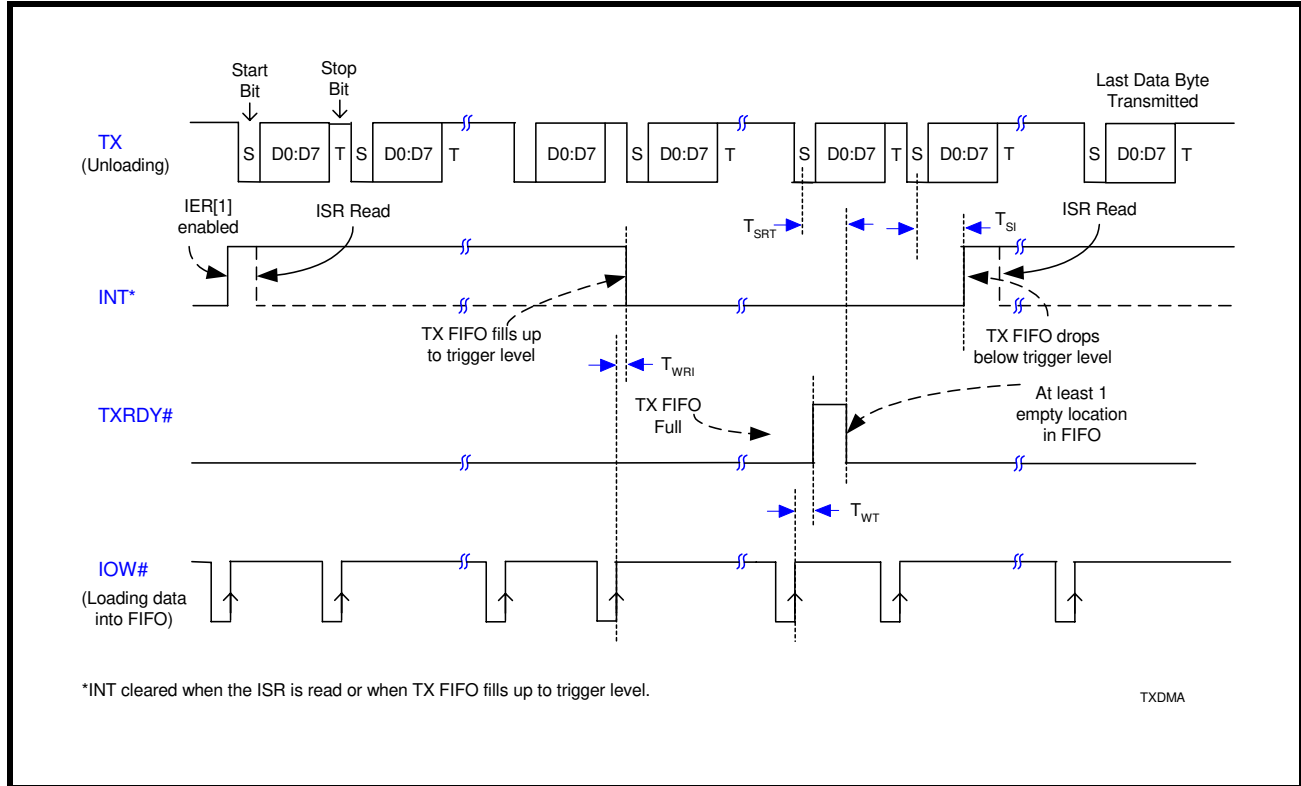 Start
Bit
Stop
Bit
Last Data Byte
Transmitted
TX
(Unloading)
S D0:D7 T S D0:D7 T D0:D7 S D0:D7 T S D0:D7 T S D0:D7 T S D0:D7 T
IER[1]
enabled
ISR Read
TSRT
TSI
ISR Read
INT*
TX FIFO fills up
to trigger level
TX FIFO drops
below trigger level
TWRI
TXRDY#
TX FIFO
Full
At least 1
empty location
in FIFO
TWT
IOW#
(Loading data
into FIFO)
*INT cleared when the ISR is read or when TX FIFO fills up to trigger level.
TXDMA